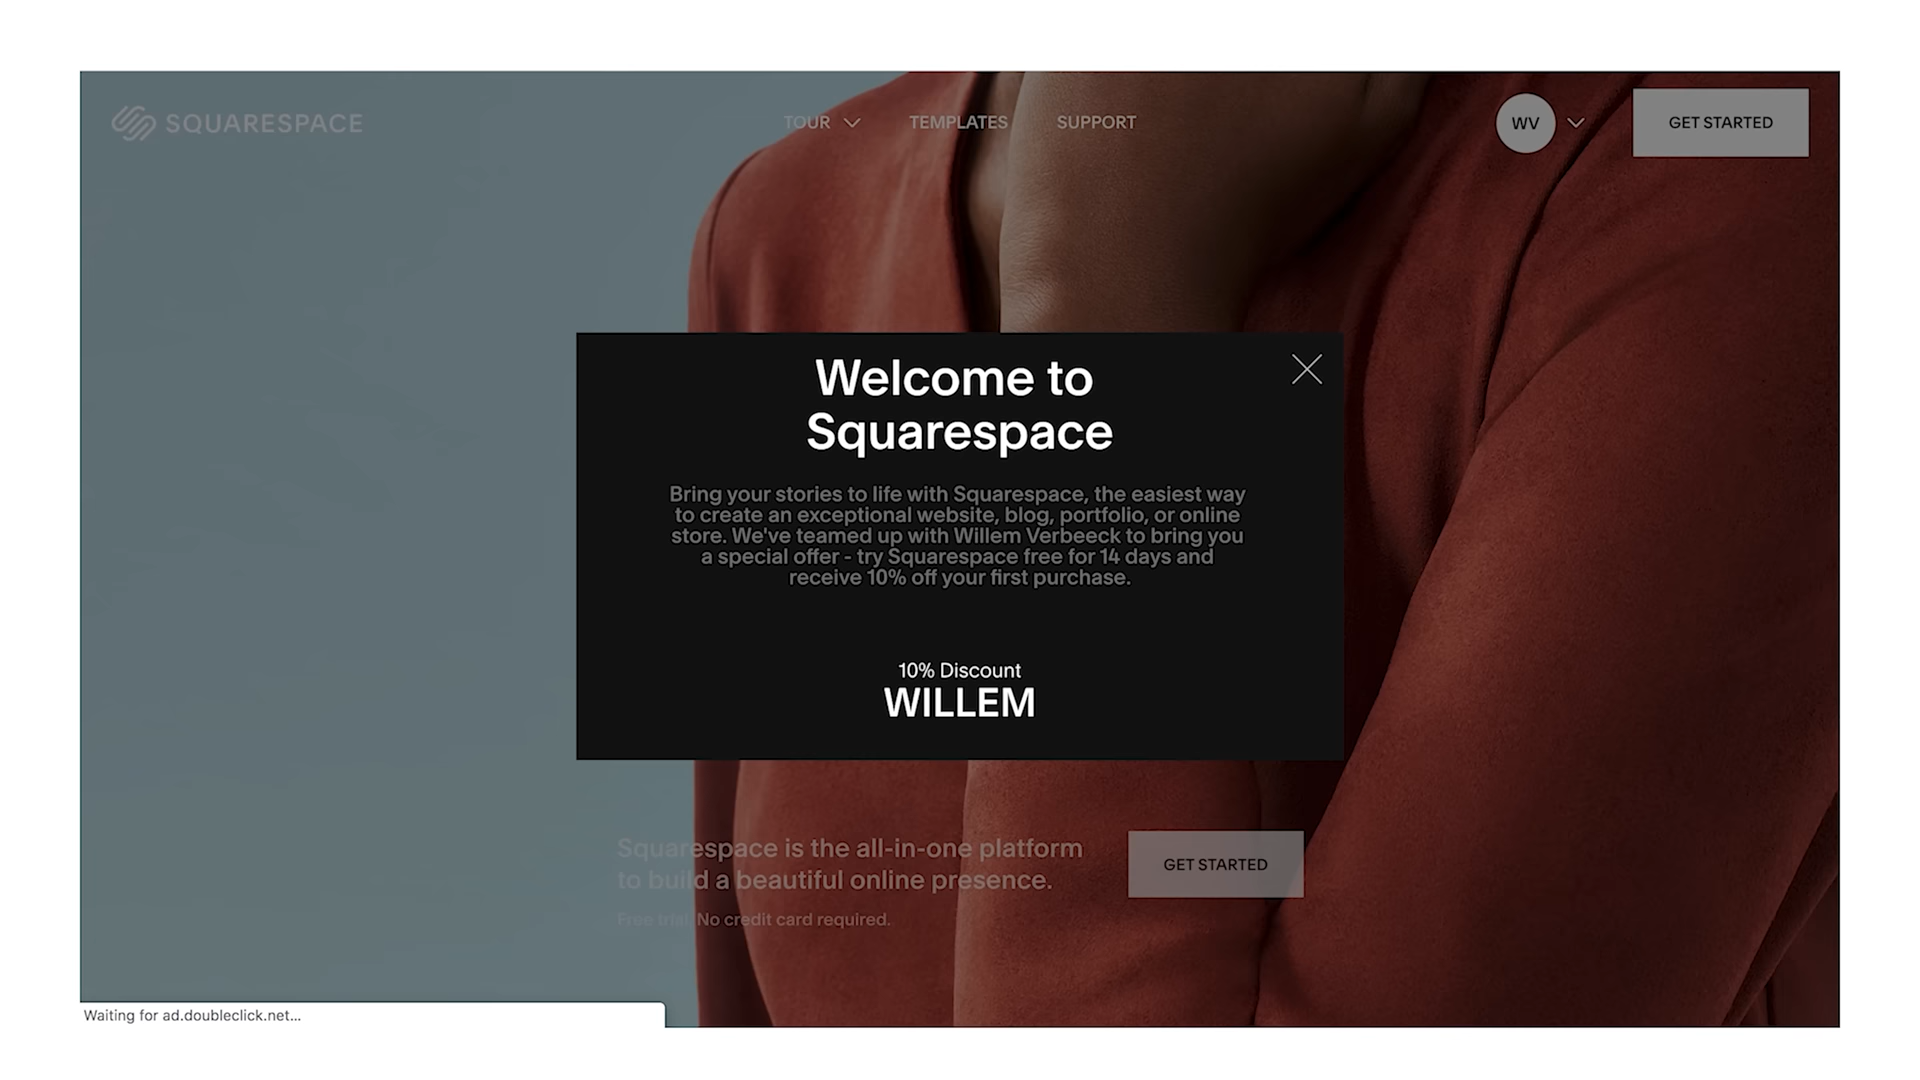 SQUARESPACE
TOUR
TEMPLATES
SUPPORT
WV
GET STARTED
Welcome to
Squarespace
Bring your stories to life with Squarespace, the easiest way
to create an exceptional website, blog, portfolio, or online
store. We've teamed up with Willem Verbeeck to bring you
a special offer - try Squarespace free for 14 days and
receive 10% off your first purchase.
10% Discount
WILLEM
Squarespace is the all-in-one platform
to build a beautiful online presence.
GET STARTED
Free trial. No credit card required.
Waiting for ad.doubleclick.net...